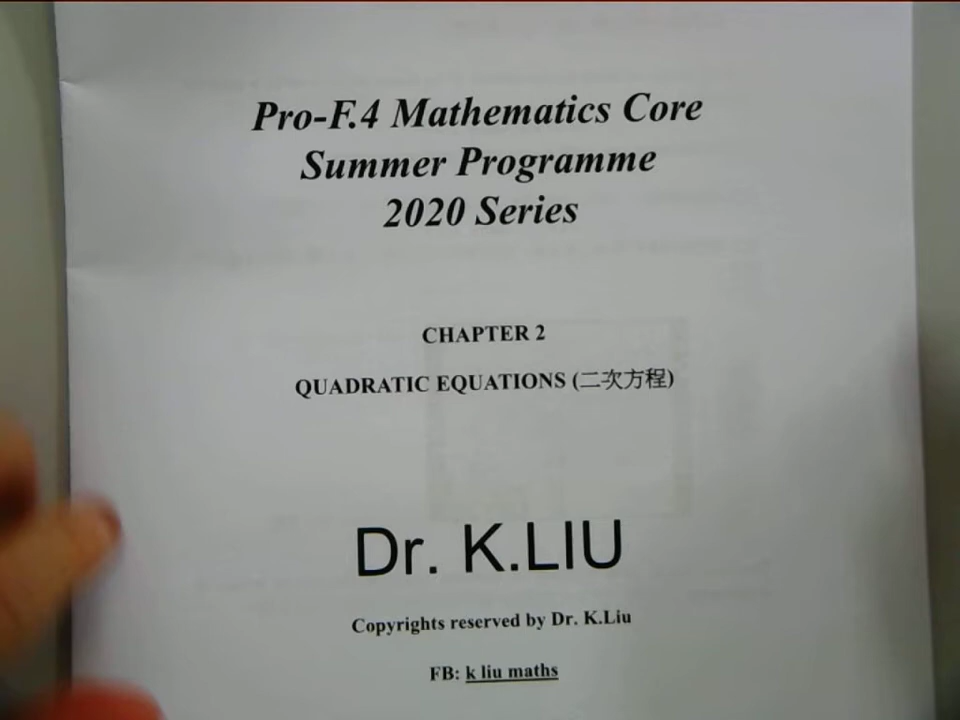 Pro-F.4 Mathematics Core
Summer Programme
2020 Series
CHAPTER 2
QUADRATIC EQUATIONS (二次方程)
Dr. K.LIU
Copyrights reserved by Dr. K.Liu
FB: k liu maths